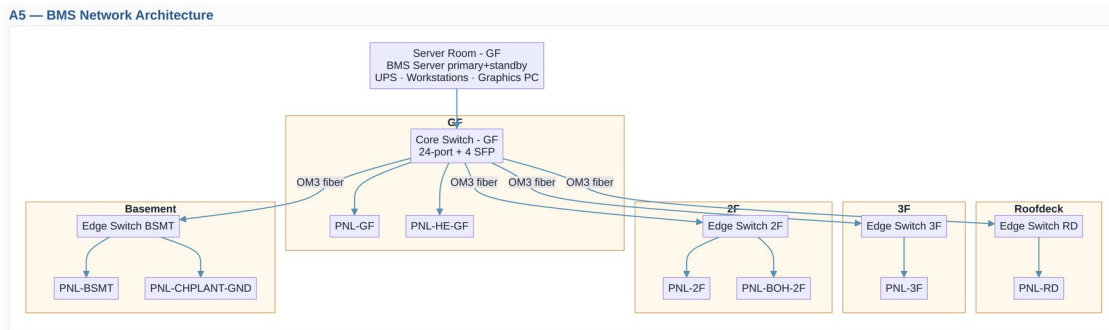 A5 — BMS Network Architecture
Server Room - GF
BMS Server primary+standby
UPS · Workstations · Graphics PC
GF
Core Switch - GF
24-port + 4 SFP
OM3 fiber
OM3 fiber
OM3 fiber
OM3 fiber
PNL-GF
PNL-HE-GF
Basement
Edge Switch BSMT
PNL-BSMT
PNL-CHPLANT-GND
2F
Edge Switch 2F
PNL-2F
PNL-BOH-2F
3F
Edge Switch 3F
PNL-3F
Roofdeck
Edge Switch RD
PNL-RD